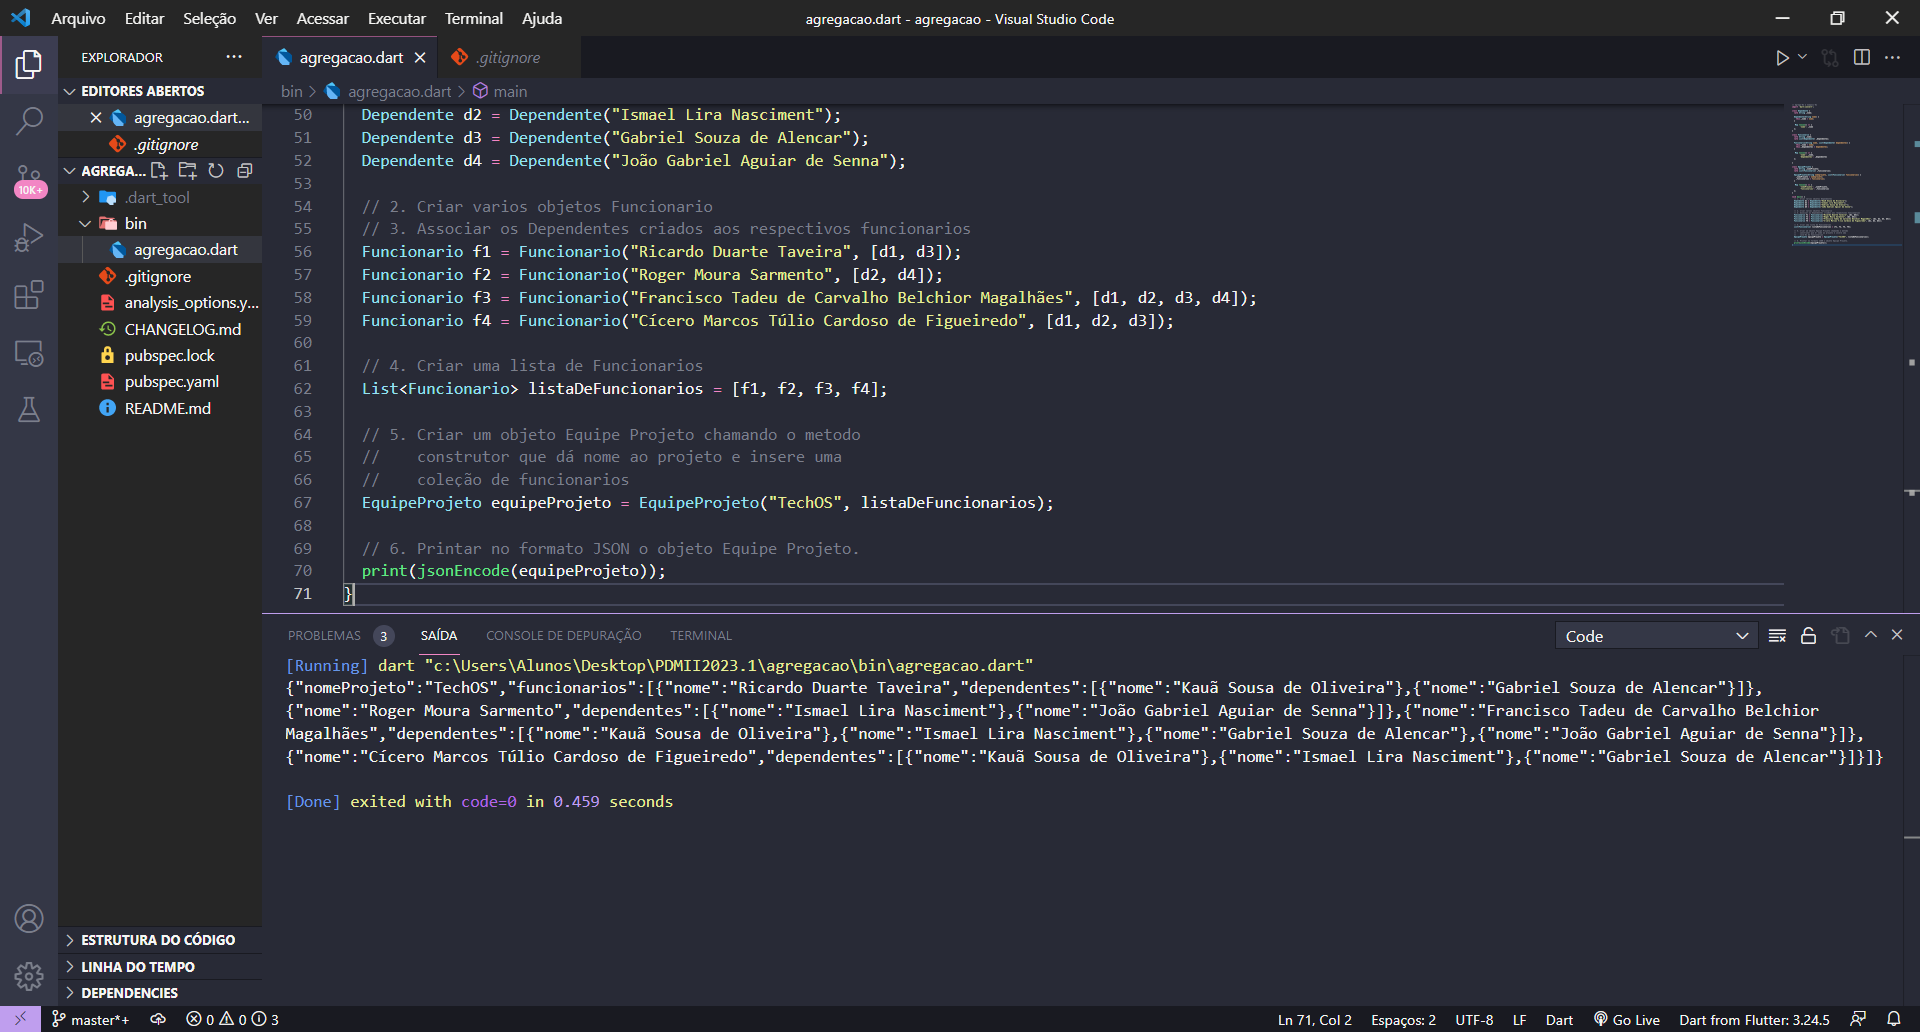 Arquivo Editar Seleção Ver Acessar Executar Terminal Ajuda
agregacao.dart - agregacao - Visual Studio Code
EXPLORADOR
agregacao.dart
.gitignore
EDITORES ABERTOS
bin > agregacao.dart > main
agregacao.dart...
.gitignore
AGREGA...
.dart_tool
bin
agregacao.dart
.gitignore
analysis_options.y...
CHANGELOG.md
pubspec.lock
pubspec.yaml
README.md
10K+
50 Dependente d2 = Dependente("Ismael Lira Nasciment");
51 Dependente d3 = Dependente("Gabriel Souza de Alencar");
52 Dependente d4 = Dependente("João Gabriel Aguiar de Senna");
53
54 // 2. Criar varios objetos Funcionario
55 // 3. Associar os Dependentes criados aos respectivos funcionarios
56 Funcionario f1 = Funcionario("Ricardo Duarte Taveira", [d1, d3]);
57 Funcionario f2 = Funcionario("Roger Moura Sarmento", [d2, d4]);
58 Funcionario f3 = Funcionario("Francisco Tadeu de Carvalho Belchior Magalhães", [d1, d2, d3, d4]);
59 Funcionario f4 = Funcionario("Cícero Marcos Túlio Cardoso de Figueiredo", [d1, d2, d3]);
60
61 // 4. Criar uma lista de Funcionarios
62 List<Funcionario> listaDeFuncionarios = [f1, f2, f3, f4];
63
64 // 5. Criar um objeto Equipe Projeto chamando o metodo
65 //    construtor que dá nome ao projeto e insere uma
66 //    coleção de funcionarios
67 EquipeProjeto equipeProjeto = EquipeProjeto("TechOS", listaDeFuncionarios);
68
69 // 6. Printar no formato JSON o objeto Equipe Projeto.
70 print(jsonEncode(equipeProjeto));
71 }
PROBLEMAS 3 SAÍDA CONSOLE DE DEPURAÇÃO TERMINAL
Code
[Running] dart "c:\Users\Alunos\Desktop\PDMII2023.1\agregacao\bin\agregacao.dart"
{"nomeProjeto":"TechOS","funcionarios":[{"nome":"Ricardo Duarte Taveira","dependentes":[{"nome":"Kauã Sousa de Oliveira"},{"nome":"Gabriel Souza de Alencar"}]},
{"nome":"Roger Moura Sarmento","dependentes":[{"nome":"Ismael Lira Nasciment"},{"nome":"João Gabriel Aguiar de Senna"}]},{"nome":"Francisco Tadeu de Carvalho Belchior
Magalhães","dependentes":[{"nome":"Kauã Sousa de Oliveira"},{"nome":"Ismael Lira Nasciment"},{"nome":"Gabriel Souza de Alencar"},{"nome":"João Gabriel Aguiar de Senna"}]},
{"nome":"Cícero Marcos Túlio Cardoso de Figueiredo","dependentes":[{"nome":"Kauã Sousa de Oliveira"},{"nome":"Ismael Lira Nasciment"},{"nome":"Gabriel Souza de Alencar"}]}]}
[Done] exited with code=0 in 0.459 seconds
ESTRUTURA DO CÓDIGO
LINHA DO TEMPO
DEPENDENCIES
master*+ 0 0 3
Ln 71, Col 2 Espaços: 2 UTF-8 LF Dart Go Live Dart from Flutter: 3.24.5